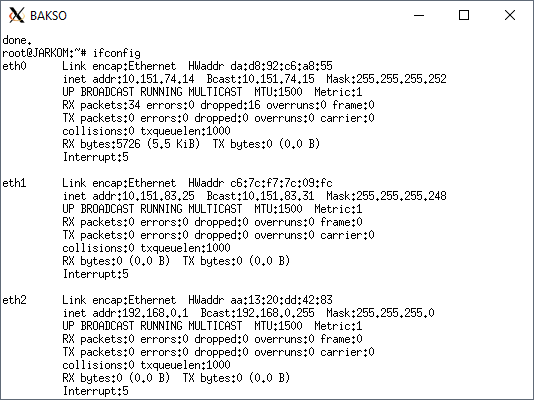 BAKSO
done.
root@JARKOM:~# ifconfig
eth0      Link encap:Ethernet  HWaddr da:d8:92:c6:a8:55
          inet addr:10.151.74.14  Bcast:10.151.74.15  Mask:255.255.255.252
          UP BROADCAST RUNNING MULTICAST  MTU:1500  Metric:1
          RX packets:34 errors:0 dropped:16 overruns:0 frame:0
          TX packets:0 errors:0 dropped:0 overruns:0 carrier:0
          collisions:0 txqueuelen:1000
          RX bytes:5726 (5.5 KiB)  TX bytes:0 (0.0 B)
          Interrupt:5
eth1      Link encap:Ethernet  HWaddr c6:7c:f7:7c:09:fc
          inet addr:10.151.83.25  Bcast:10.151.83.31  Mask:255.255.255.248
          UP BROADCAST RUNNING MULTICAST  MTU:1500  Metric:1
          RX packets:0 errors:0 dropped:0 overruns:0 frame:0
          TX packets:0 errors:0 dropped:0 overruns:0 carrier:0
          collisions:0 txqueuelen:1000
          RX bytes:0 (0.0 B)  TX bytes:0 (0.0 B)
          Interrupt:5
eth2      Link encap:Ethernet  HWaddr aa:13:20:dd:42:83
          inet addr:192.168.0.1  Bcast:192.168.0.255  Mask:255.255.255.0
          UP BROADCAST RUNNING MULTICAST  MTU:1500  Metric:1
          RX packets:0 errors:0 dropped:0 overruns:0 frame:0
          TX packets:0 errors:0 dropped:0 overruns:0 carrier:0
          collisions:0 txqueuelen:1000
          RX bytes:0 (0.0 B)  TX bytes:0 (0.0 B)
          Interrupt:5